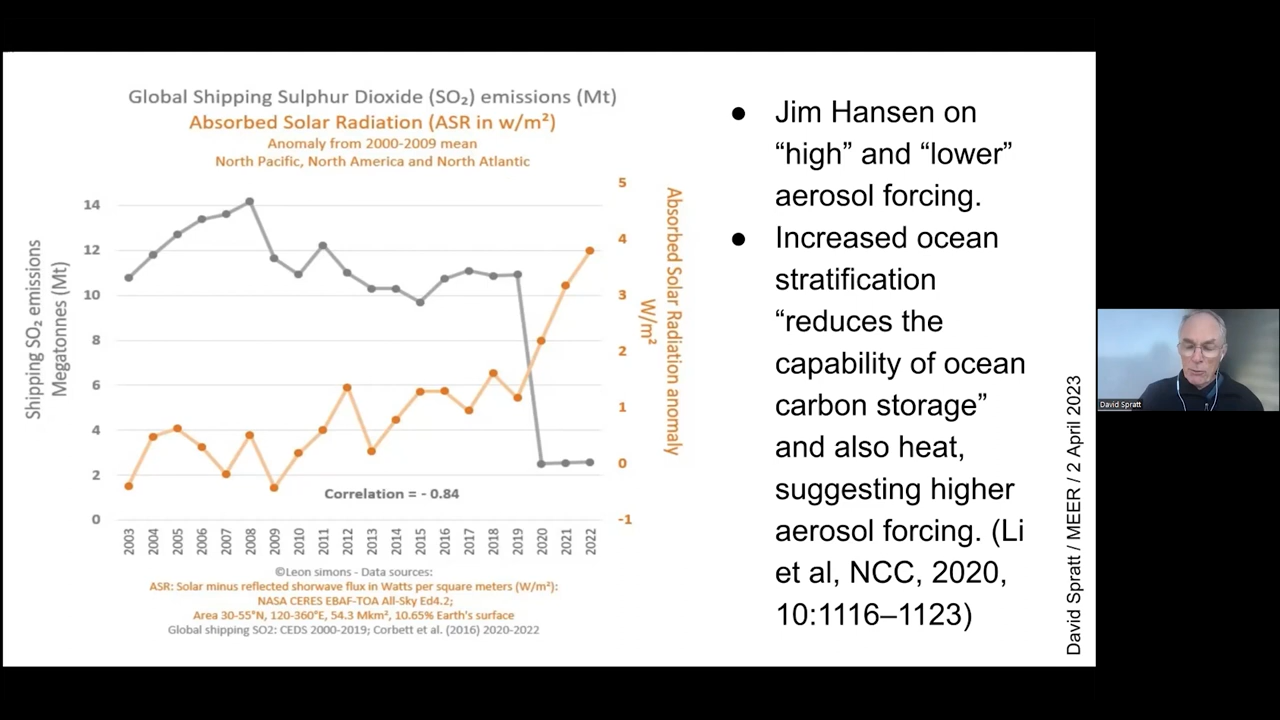 Global Shipping Sulphur Dioxide (SO₂) emissions (Mt)
Absorbed Solar Radiation (ASR in w/m²)
Anomaly from 2000-2009 mean
North Pacific, North America and North Atlantic
Shipping SO₂ emissions
Megatonnes (Mt)
14
12
10
8
6
4
2
0
5
4
3
2
1
0
-1
Absorbed Solar Radiation anomaly
W/m²
Correlation = - 0.84
2003 2004 2005 2006 2007 2008 2009 2010 2011 2012 2013 2014 2015 2016 2017 2018 2019 2020 2021 2022
©Leon simons - Data sources:
ASR: Solar minus reflected shorwave flux in Watts per square meters (W/m²):
NASA CERES EBAF-TOA All-Sky Ed4.2;
Area 30-55°N, 120-360°E, 54.3 Mkm², 10.65% Earth's surface
Global shipping SO2: CEDS 2000-2019; Corbett et al. (2016) 2020-2022
● Jim Hansen on
“high” and “lower”
aerosol forcing.
● Increased ocean
stratification
“reduces the
capability of ocean
carbon storage”
and also heat,
suggesting higher
aerosol forcing. (Li
et al, NCC, 2020,
10:1116–1123)
David Spratt / MEER / 2 April 2023
David Spratt